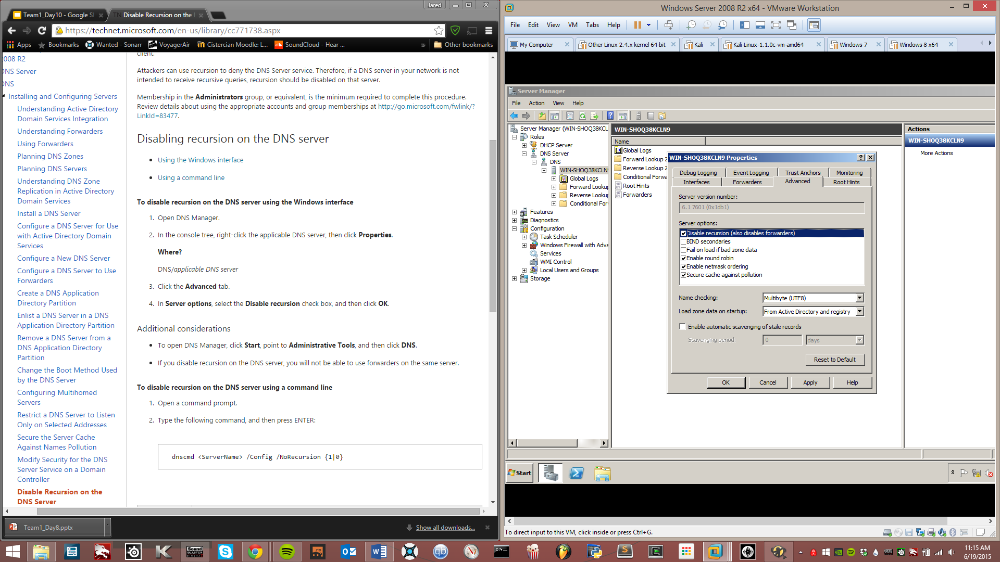 Jared
Team1_Day10 - Google Sl
Disable Recursion on the
https://technet.microsoft.com/en-us/library/cc771738.aspx
Apps
Bookmarks
Wanted - Sonarr
VoyagerAir
Cistercian Moodle: L...
SoundCloud - Hear ...
»
Other bookmarks
2008 R2
DNS Server
DNS
Installing and Configuring Servers
Understanding Active Directory
Domain Services Integration
Understanding Forwarders
Using Forwarders
Planning DNS Zones
Planning DNS Servers
Understanding DNS Zone
Replication in Active Directory
Domain Services
Install a DNS Server
Configure a DNS Server for Use
with Active Directory Domain
Services
Configure a New DNS Server
Configure a DNS Server to Use
Forwarders
Create a DNS Application
Directory Partition
Enlist a DNS Server in a DNS
Application Directory Partition
Remove a DNS Server from a
DNS Application Directory
Partition
Change the Boot Method Used
by the DNS Server
Configuring Multihomed
Servers
Restrict a DNS Server to Listen
Only on Selected Addresses
Secure the Server Cache
Against Names Pollution
Modify Security for the DNS
Server Service on a Domain
Controller
Disable Recursion on the
DNS Server
client.
Attackers can use recursion to deny the DNS Server service. Therefore, if a DNS server in your network is not
intended to receive recursive queries, recursion should be disabled on that server.
Membership in the Administrators group, or equivalent, is the minimum required to complete this procedure.
Review details about using the appropriate accounts and group memberships at http://go.microsoft.com/fwlink/?
LinkId=83477.
Disabling recursion on the DNS server
• Using the Windows interface
• Using a command line
To disable recursion on the DNS server using the Windows interface
1. Open DNS Manager.
2. In the console tree, right-click the applicable DNS server, then click Properties.
Where?
DNS/applicable DNS server
3. Click the Advanced tab.
4. In Server options, select the Disable recursion check box, and then click OK.
Additional considerations
• To open DNS Manager, click Start, point to Administrative Tools, and then click DNS.
• If you disable recursion on the DNS server, you will not be able to use forwarders on the same server.
To disable recursion on the DNS server using a command line
1. Open a command prompt.
2. Type the following command, and then press ENTER:
dnscmd <ServerName> /Config /NoRecursion {1|0}
Team1_Day8.pptx
Show all downloads...
Windows Server 2008 R2 x64 - VMware Workstation
File Edit View VM Tabs Help
My Computer
Other Linux 2.4.x kernel 64-bit
Kali
Kali-Linux-1.1.0c-vm-amd64
Windows 7
Windows 8 x64
Server Manager
File Action View Help
Server Manager (WIN-SHOQ38KCL
Roles
DHCP Server
DNS Server
DNS
WIN-SHOQ38KCLN9
Global Logs
Forward Lookup
Reverse Lookup
Conditional For
Features
Diagnostics
Configuration
Task Scheduler
Windows Firewall with Adva
Services
WMI Control
Local Users and Groups
Storage
WIN-SHOQ38KCLN9
Name
Global Logs
Forward Lookup Z
Reverse Lookup Z
Conditional Forwa
Root Hints
Forwarders
Actions
WIN-SHOQ38KCLN9
More Actions
WIN-SHOQ38KCLN9 Properties
Debug Logging
Event Logging
Trust Anchors
Monitoring
Interfaces
Forwarders
Advanced
Root Hints
Server version number:
6.1 7601 (0x1db1)
Server options:
Disable recursion (also disables forwarders)
BIND secondaries
Fail on load if bad zone data
Enable round robin
Enable netmask ordering
Secure cache against pollution
Name checking:
Multibyte (UTF8)
Load zone data on startup:
From Active Directory and registry
Enable automatic scavenging of stale records
Scavenging period:
0
days
Reset to Default
OK
Cancel
Apply
Help
Start
To direct input to this VM, click inside or press Ctrl+G.
11:15 AM
6/19/2015